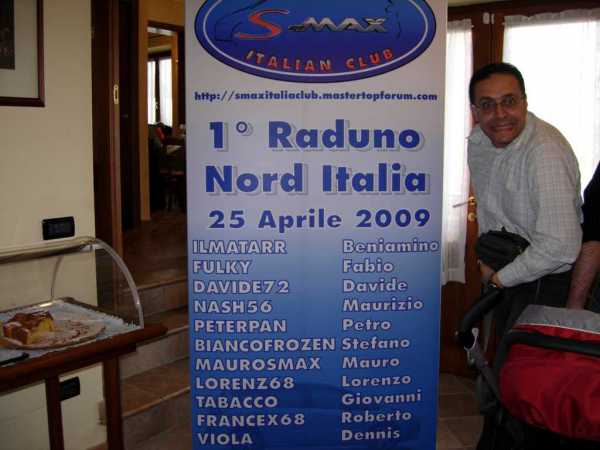 S-MAX
ITALIAN CLUB
http://smaxitaliaclub.mastertopforum.com
1° Raduno
Nord Italia
25 Aprile 2009
ILMATARR Beniamino
FULKY Fabio
DAVIDE72 Davide
NASH56 Maurizio
PETERPAN Petro
BIANCOFROZEN Stefano
MAUROSMAX Mauro
LORENZ68 Lorenzo
TABACCO Giovanni
FRANCEX68 Roberto
VIOLA Dennis